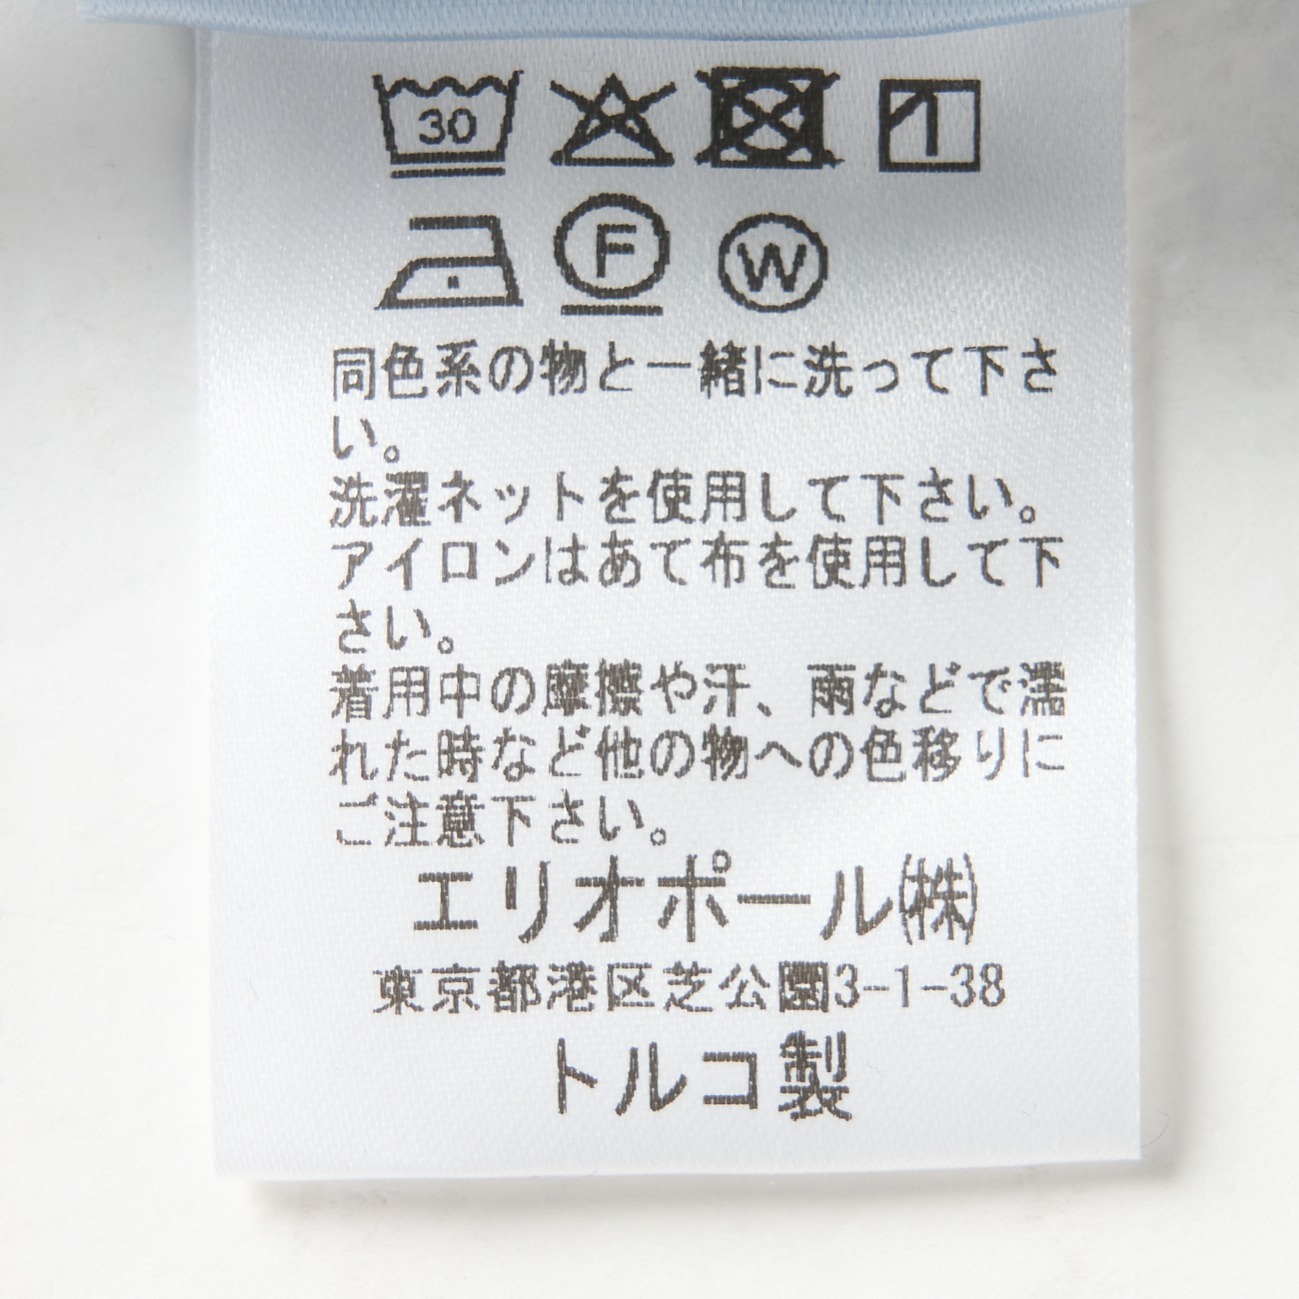 30
F W
同色系の物と一緒に洗って下さ
い。
洗濯ネットを使用して下さい。
アイロンはあて布を使用して下
さい。
着用中の摩擦や汗、雨などで濡
れた時など他の物への色移りに
ご注意下さい。
エリオポール㈱
東京都港区芝公園3-1-38
トルコ製